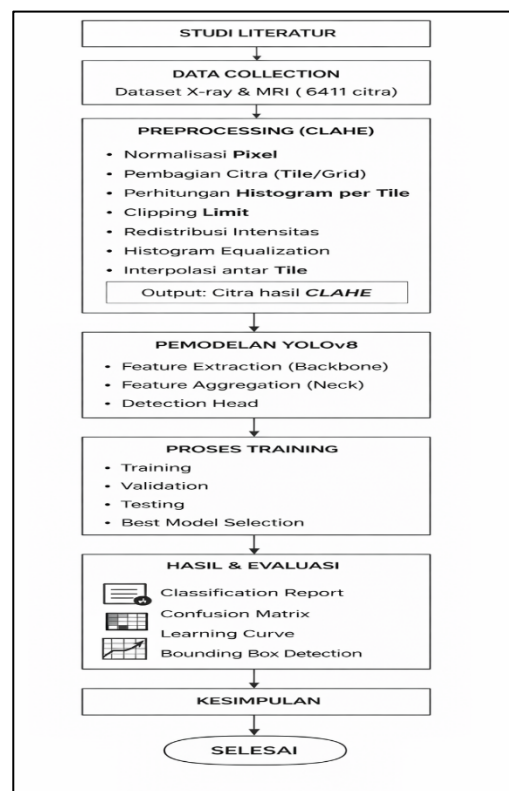 STUDI LITERATUR
DATA COLLECTION
Dataset X-ray & MRI ( 6411 citra)
PREPROCESSING (CLAHE)
• Normalisasi Pixel
• Pembagian Citra (Tile/Grid)
• Perhitungan Histogram per Tile
• Clipping Limit
• Redistribusi Intensitas
• Histogram Equalization
• Interpolasi antar Tile
Output: Citra hasil CLAHE
PEMODELAN YOLOv8
• Feature Extraction (Backbone)
• Feature Aggregation (Neck)
• Detection Head
PROSES TRAINING
• Training
• Validation
• Testing
• Best Model Selection
HASIL & EVALUASI
Classification Report
Confusion Matrix
Learning Curve
Bounding Box Detection
KESIMPULAN
SELESAI